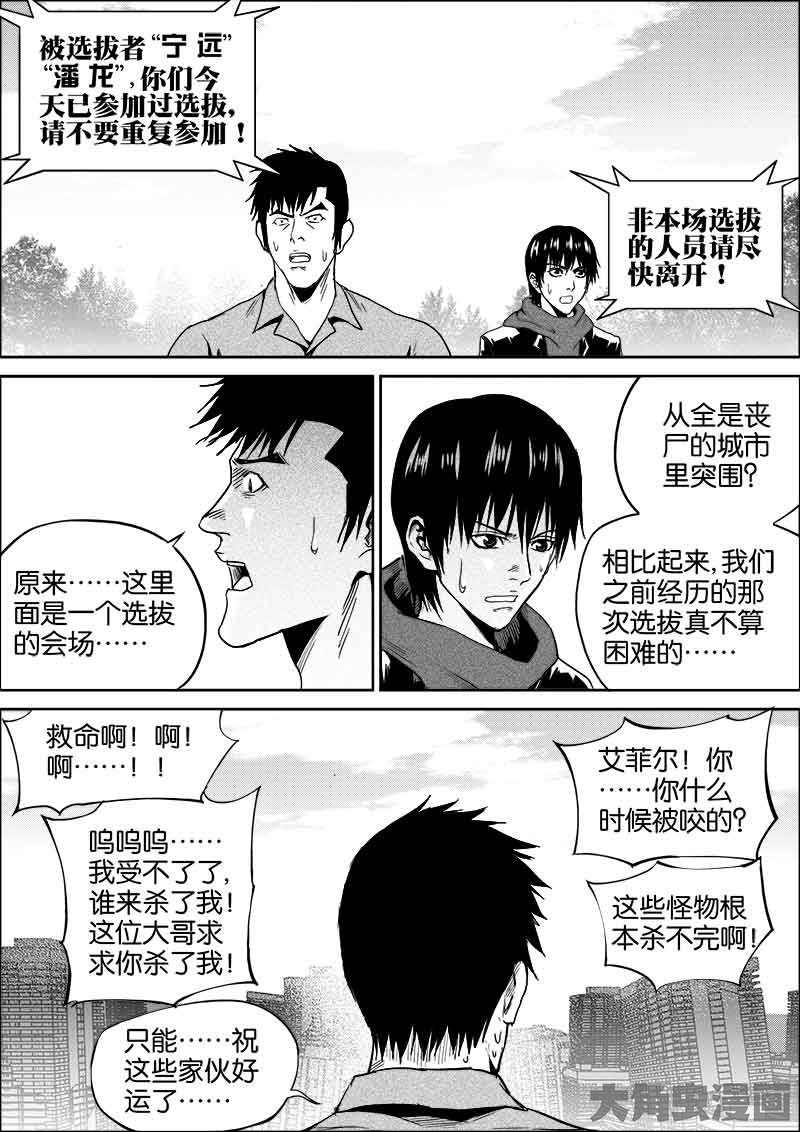 被选拔者“宁 远”
“潘 龙”，你们今
天已参加过选拔，
请不要重复参加！
非本场选拔
的人员请尽
快离开！
原来……这里
面是一个选拔
的会场……
从全是丧
尸的城市
里突围？
相比起来，我们
之前经历的那
次选拔真不算
困难的……
救命啊！啊！
啊……！！
呜呜呜……
我受不了了，
谁来杀了我！
这位大哥求
求你杀了我！
只能……祝
这些家伙好
运了……
艾菲尔！你
……你什么
时候被咬的？
这些怪物根
本杀不完啊！
大角虫漫画